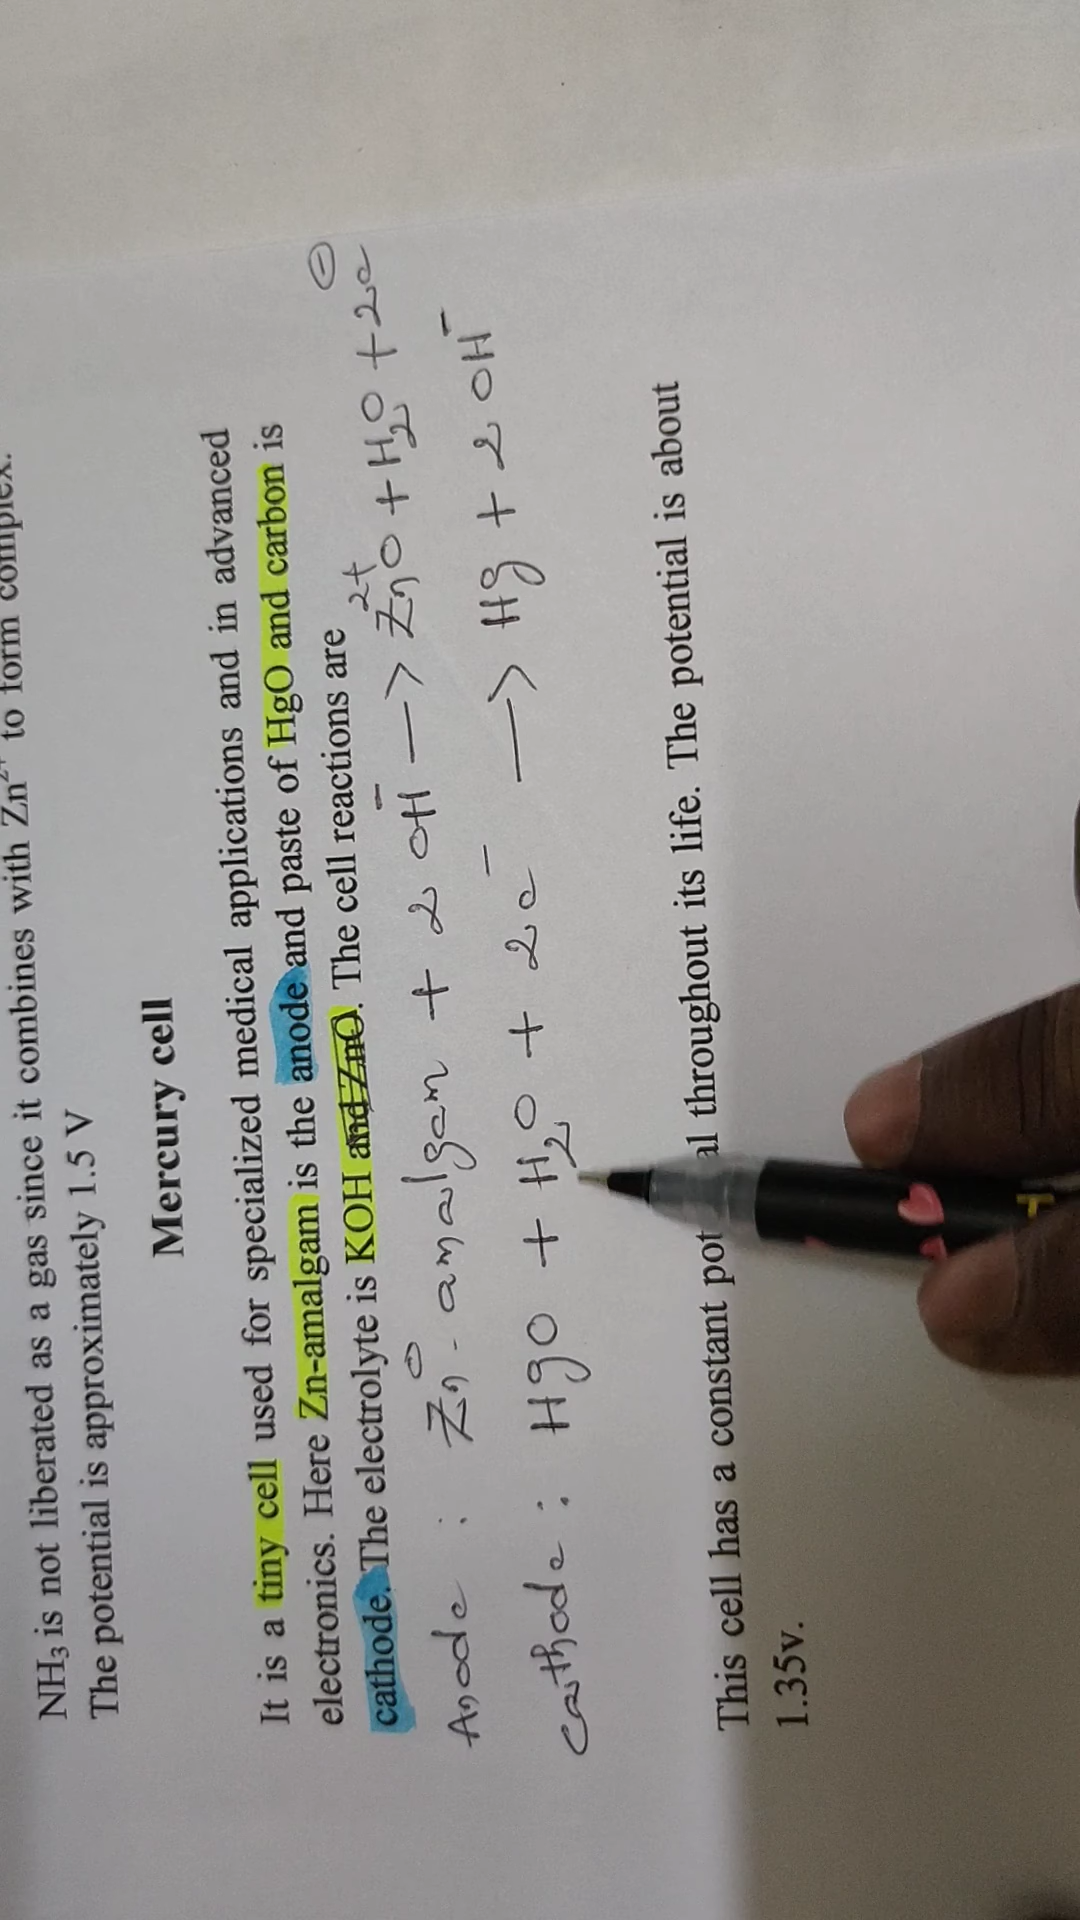 NH₃ is not liberated as a gas since it combines with Zn²⁺ to form complex.
The potential is approximately 1.5 V
Mercury cell
It is a tiny cell used for specialized medical applications and in advanced
electronics. Here Zn-amalgam is the anode and paste of HgO and carbon is
cathode. The electrolyte is KOH and ZnO. The cell reactions are
Anode : Zn⁰-amalgam + 2OH⁻ → Zn²⁺O + H₂O + 2e⊖
Cathode : HgO + H₂O + 2e⁻ → Hg + 2OH⁻
This cell has a constant pot al throughout its life. The potential is about
1.35v.